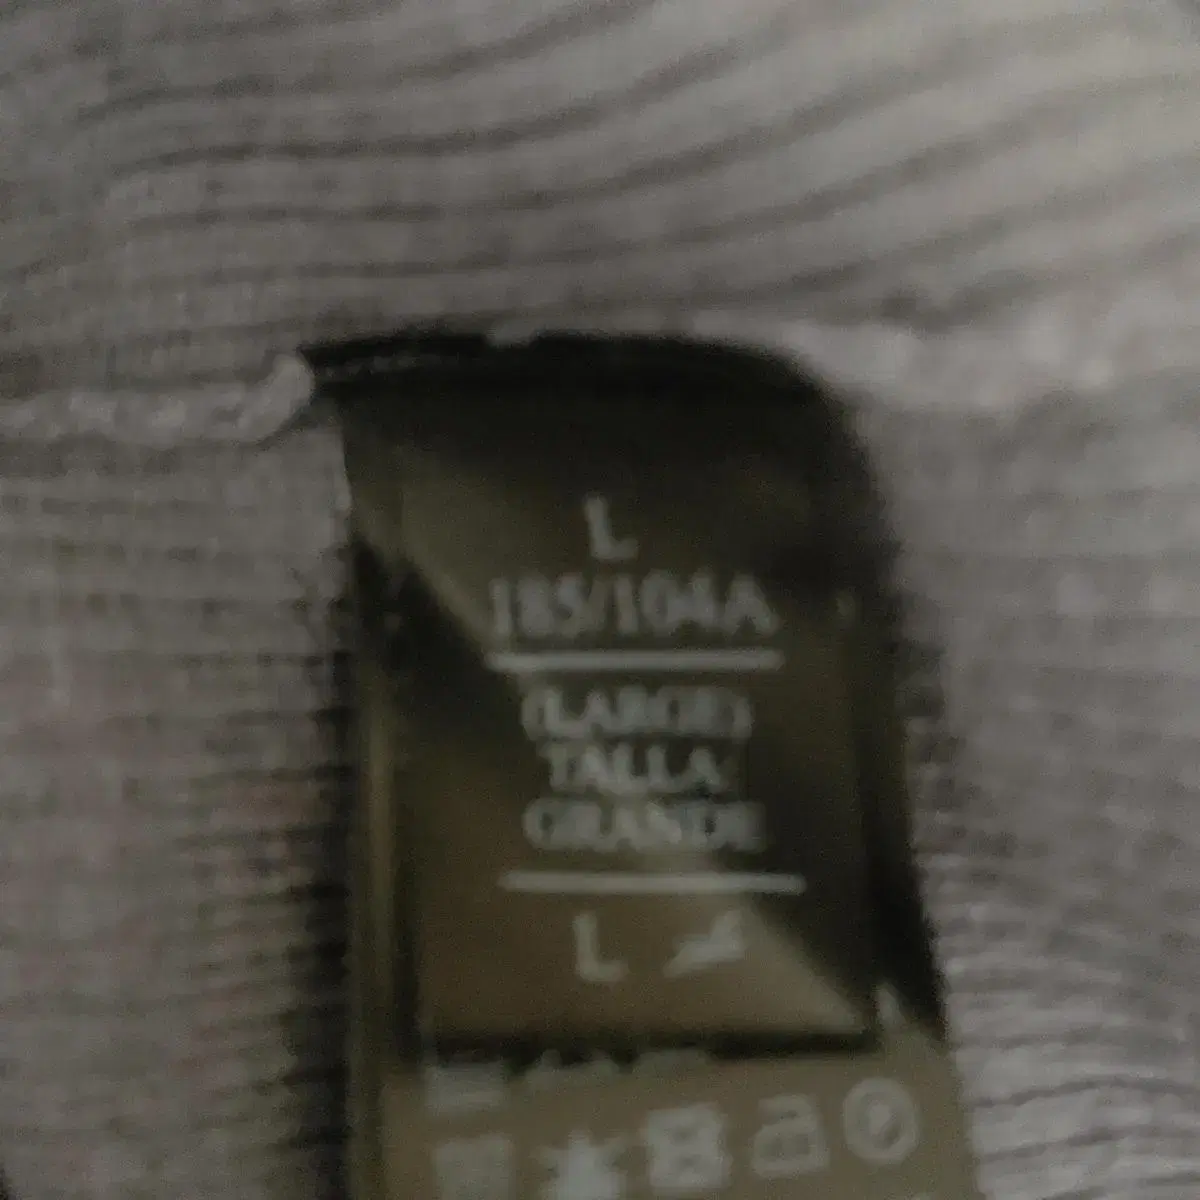 L
185/104A
(LARGE)
TALLA
GRANDE
L